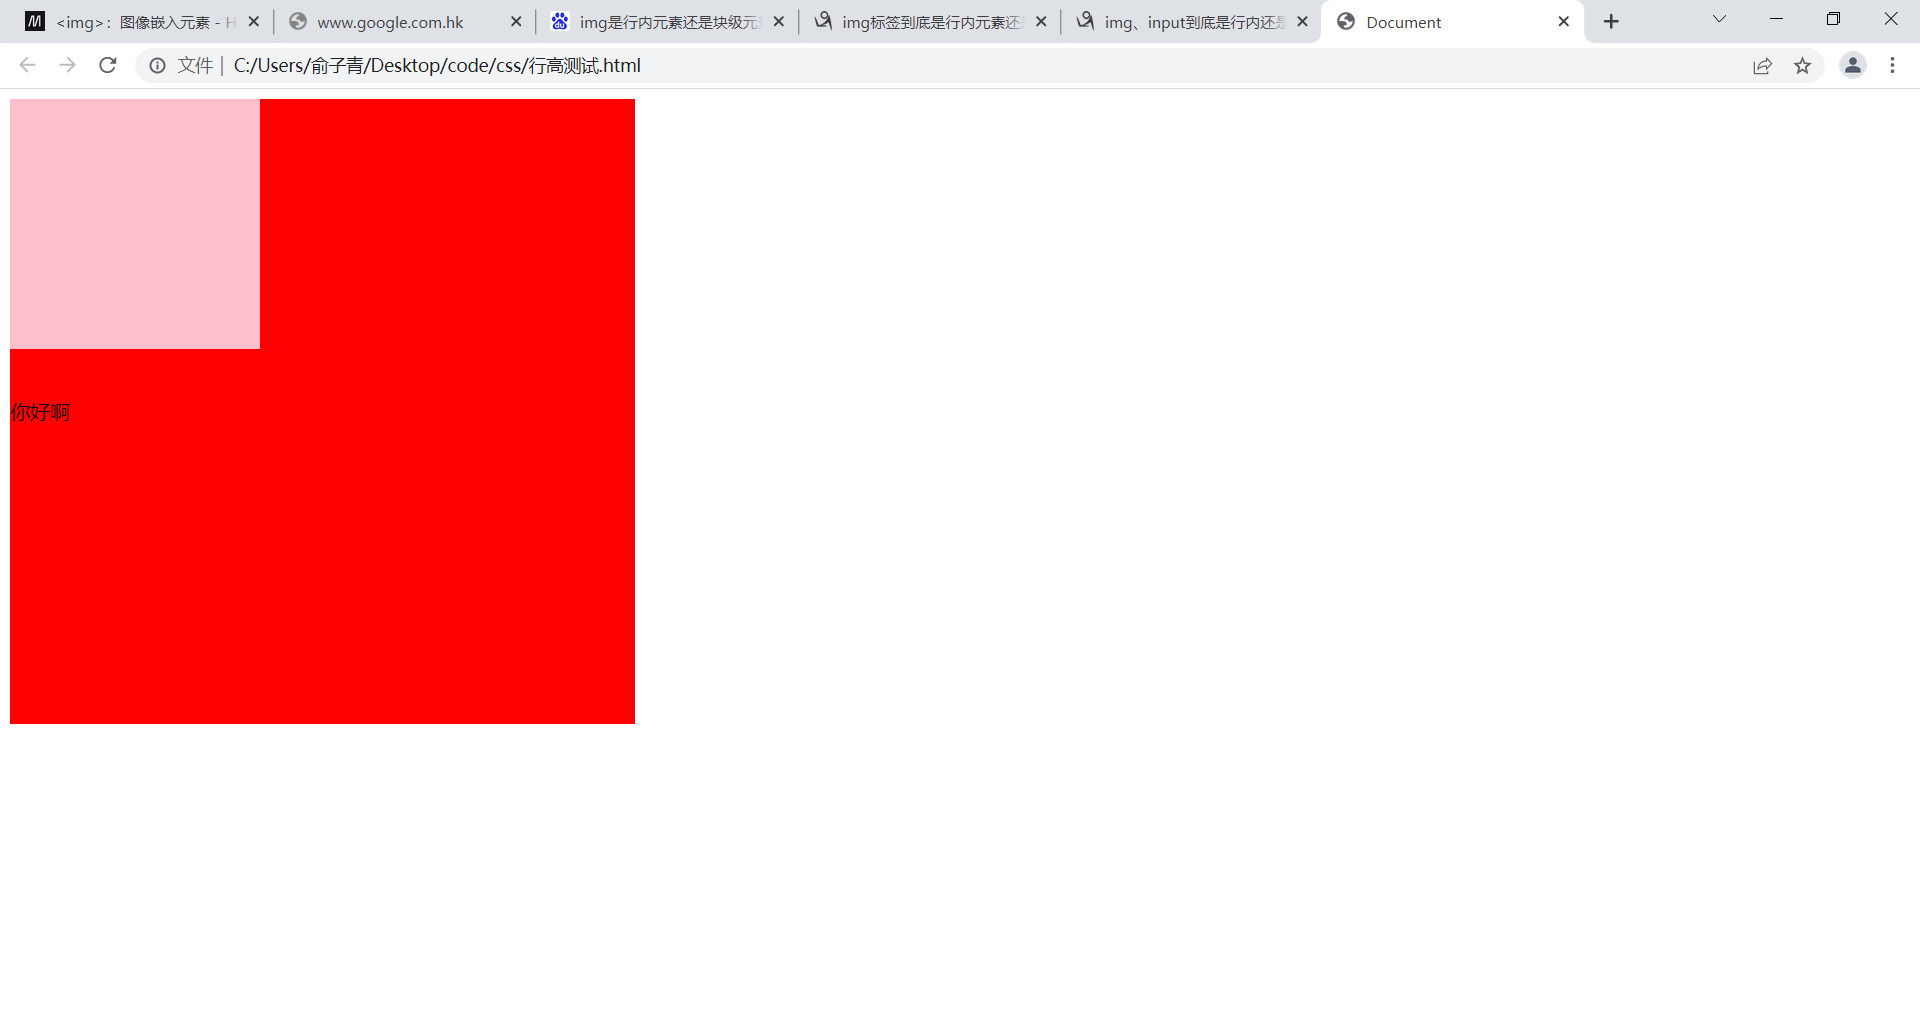 <img>：图像嵌入元素 - H
www.google.com.hk
img是行内元素还是块级元素
img标签到底是行内元素还是
img、input到底是行内还是
Document
文件 | C:/Users/俞子青/Desktop/code/css/行高测试.html
你好啊